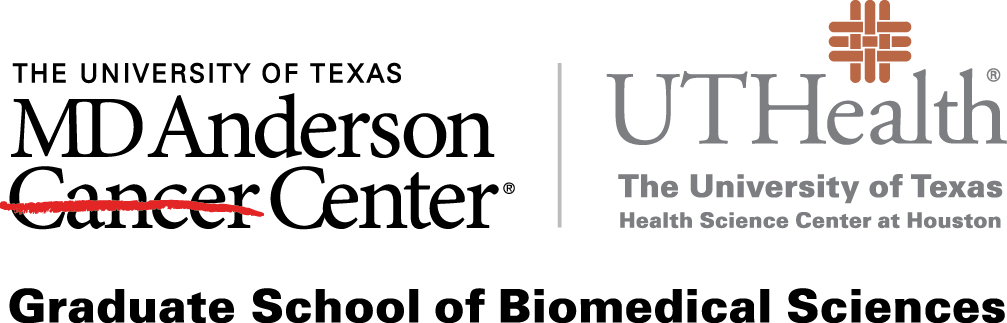 THE UNIVERSITY OF TEXAS
MD Anderson
Cancer Center®
UTHealth®
The University of Texas
Health Science Center at Houston
Graduate School of Biomedical Sciences